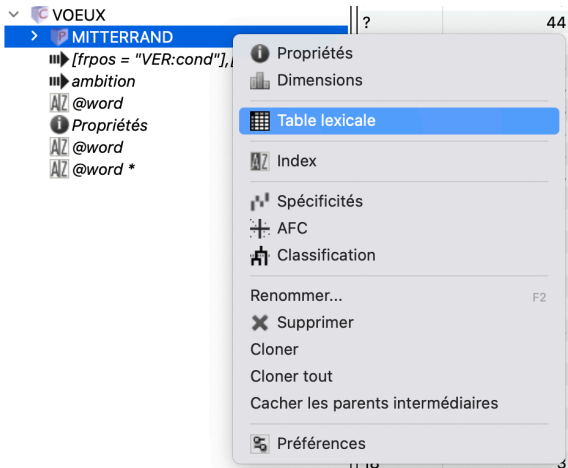 VOEUX
MITTERRAND
[frpos = "VER:cond"],[
ambition
@word
Propriétés
@word
@word *
? 44
Propriétés
Dimensions
Table lexicale
Index
Spécificités
AFC
Classification
Renommer... F2
Supprimer
Cloner
Cloner tout
Cacher les parents intermédiaires
Préférences